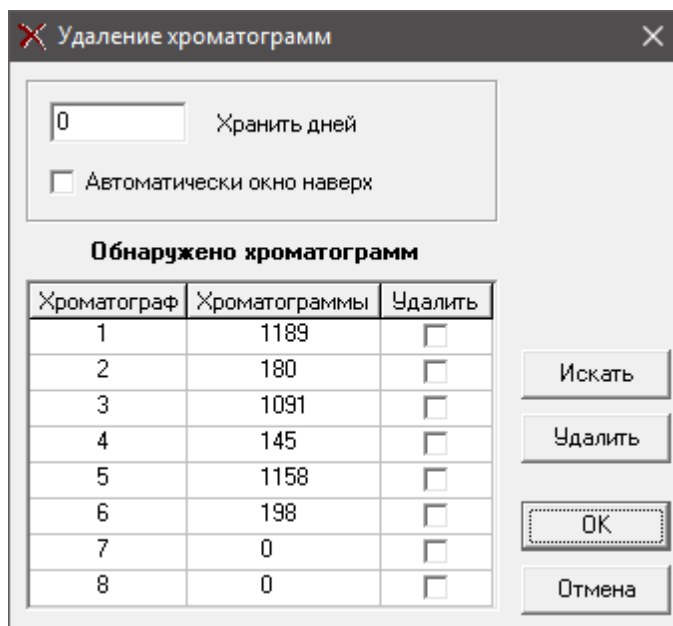 Удаление хроматограмм
0 Хранить дней
Автоматически окно наверх
Обнаружено хроматограмм
Хроматограф Хроматограммы Удалить
1 1189
2 180
3 1091
4 145
5 1158
6 198
7 0
8 0
Искать
Удалить
OK
Отмена